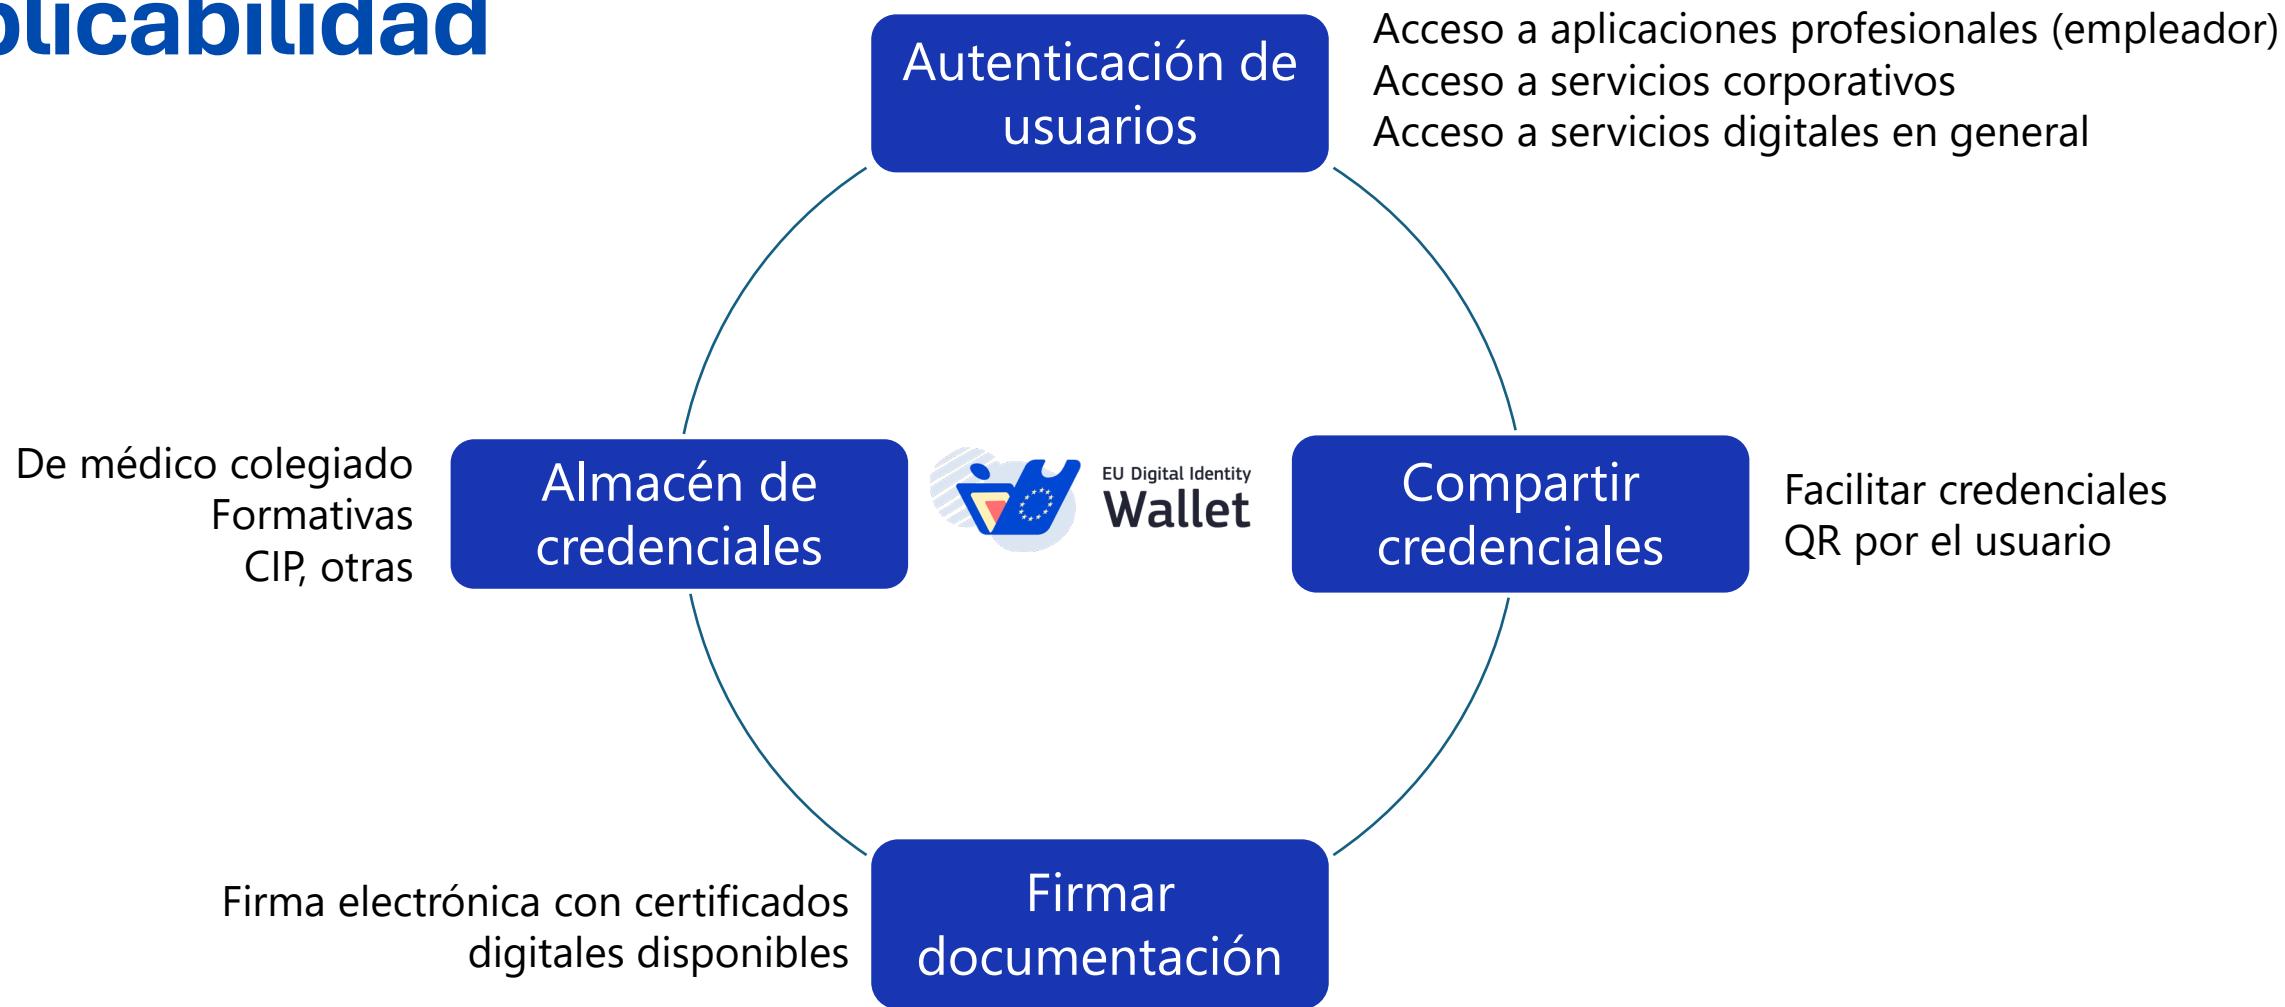 plicabilidad
Autenticación de
usuarios
Acceso a aplicaciones profesionales (empleador)
Acceso a servicios corporativos
Acceso a servicios digitales en general
De médico colegiado
Formativas
CIP, otras
Almacén de
credenciales
EU Digital Identity
Wallet
Compartir
credenciales
Facilitar credenciales
QR por el usuario
Firma electrónica con certificados
digitales disponibles
Firmar
documentación